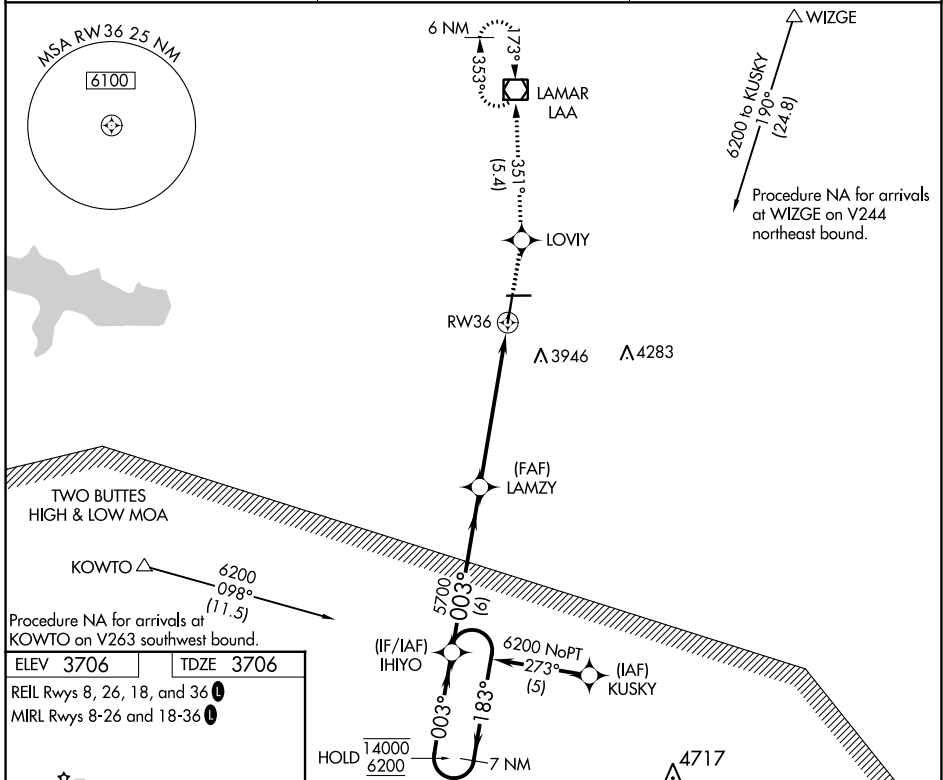 MSA RW36 25 NM
6100
6 NM
353°
173°
LAMAR
LAA
351°
(5.4)
WIZGE
6200 to KUSKY
190°
(24.8)
Procedure NA for arrivals
at WIZGE on V244
northeast bound.
LOVIY
RW36
3946
4283
(FAF)
LAMZY
TWO BUTTES
HIGH & LOW MOA
KOWTO
6200
098°
(11.5)
Procedure NA for arrivals at
KOWTO on V263 southwest bound.
5700
003°
(6)
(IF/IAF)
IHIYO
6200 NoPT
273°
(5)
(IAF)
KUSKY
003°
183°
HOLD
14000
6200
7 NM
4717
ELEV 3706
TDZE 3706
REIL Rwys 8, 26, 18, and 36 L
MIRL Rwys 8-26 and 18-36 L